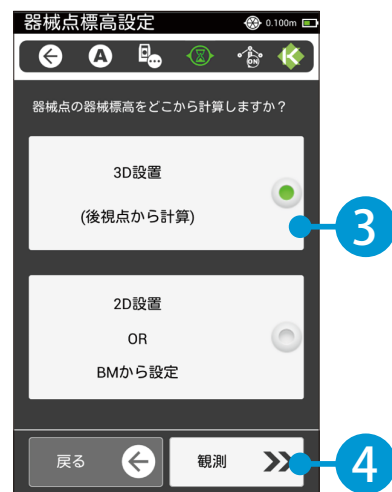 器械点標高設定
0.100m
A
ON
器械点の器械標高をどこから計算しますか？
3D設置
(後視点から計算)
3
2D設置
OR
BMから設定
戻る
観測
4